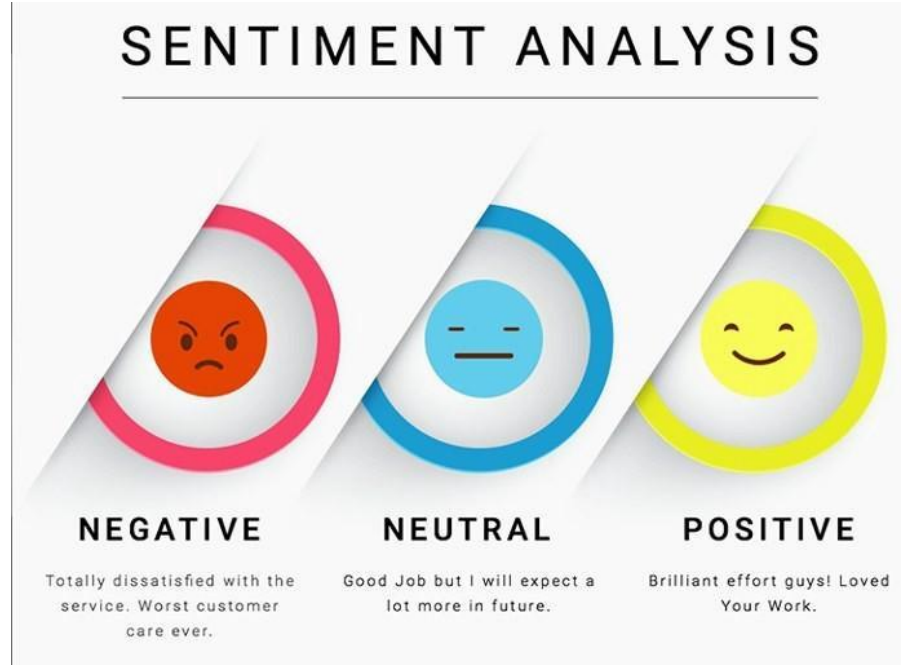 SENTIMENT ANALYSIS
NEGATIVE
Totally dissatisfied with the
service. Worst customer
care ever.
NEUTRAL
Good Job but I will expect a
lot more in future.
POSITIVE
Brilliant effort guys! Loved
Your Work.